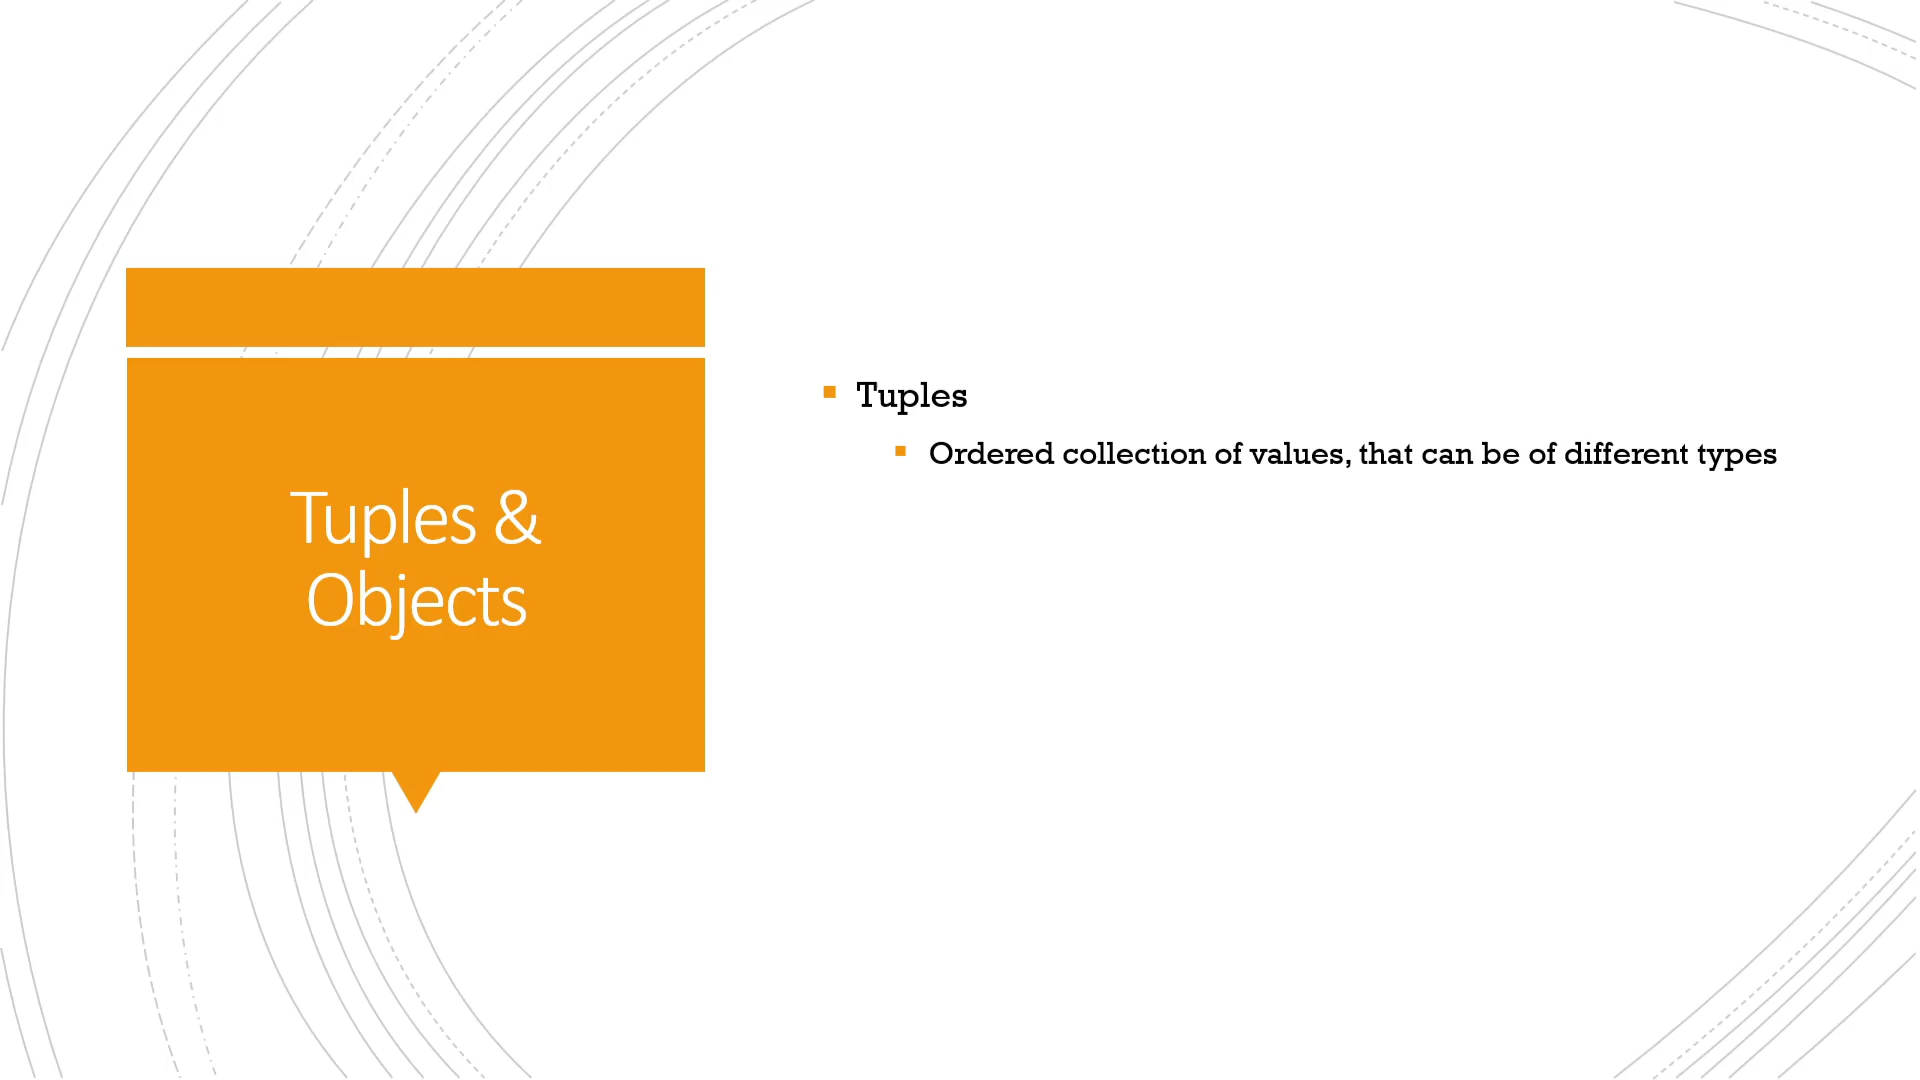 Tuples &
Objects
Tuples
Ordered collection of values, that can be of different types